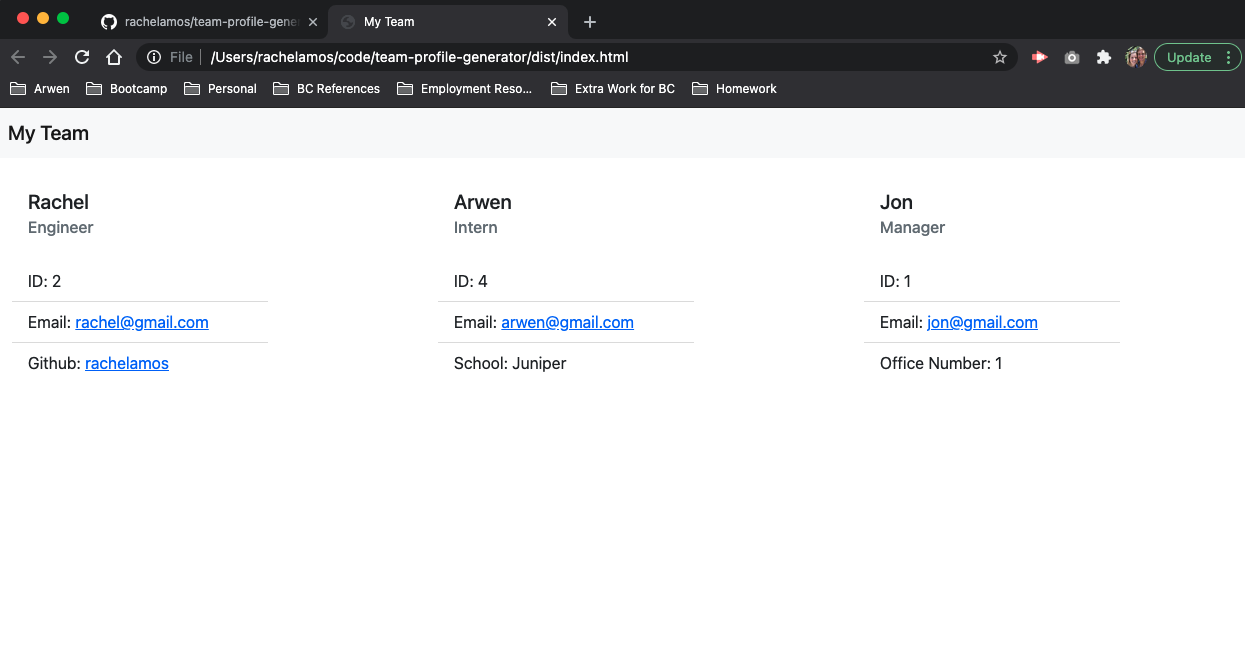 rachelamos/team-profile-gene
My Team
File /Users/rachelamos/code/team-profile-generator/dist/index.html
Update
Arwen Bootcamp Personal BC References Employment Reso... Extra Work for BC Homework
My Team
Rachel
Engineer
ID: 2
Email: rachel@gmail.com
Github: rachelamos
Arwen
Intern
ID: 4
Email: arwen@gmail.com
School: Juniper
Jon
Manager
ID: 1
Email: jon@gmail.com
Office Number: 1